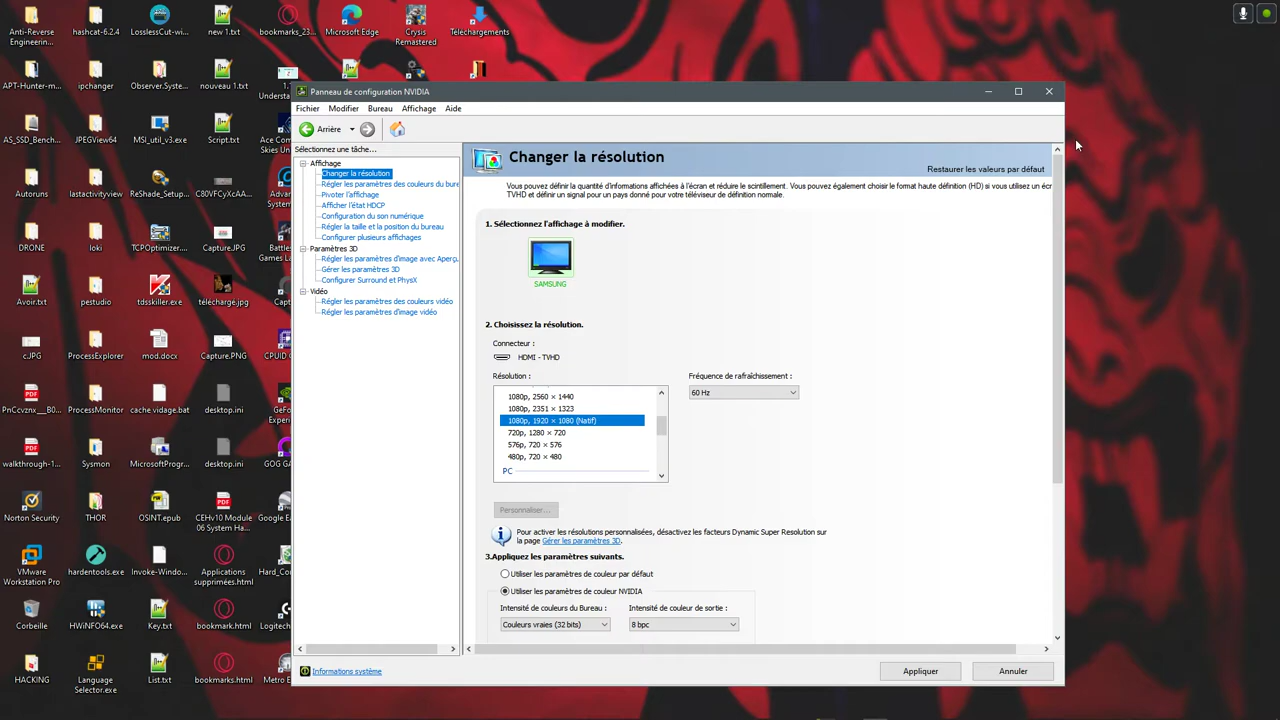 Anti-Reverse Engineerin...
hashcat-6.2.4
LosslessCut-wi...
new 1.txt
bookmarks_23...
Microsoft Edge
Crysis Remastered
Téléchargements
APT-Hunter-m...
ipchanger
Observer.Syste...
nouveau 1.txt
Understa...
AS_SSD_Bench...
JPEGView64
MSI_util_v3.exe
Script.txt
Ace Com
Skies Un
Autoruns
lastactivityview
ReShade_Setup...
C80VFCyXcAA...
DRONE
loki
TCPOptimizer...
Capture.JPG
Battlefi
Games La
Avoir.txt
pestudio
tdsskiller.exe
télécharge.jpg
cJPG
ProcessExplorer
mod.docx
Capture.PNG
CPUID C
PnCcvznx__B0...
ProcessMonitor
cache vidage.bat
desktop.ini
GeFo
Experi
walkthrough-1...
Sysmon
MicrosoftProgr...
desktop.ini
GOG GA
Norton Security
THOR
OSINT.epub
CEHv10 Module 06 System Ha...
Google Ea
VMware Workstation Pro
hardentools.exe
Invoke-Windo...
Applications supprimées.html
Hard_Con
Corbeille
HWiNFO64.exe
Key.txt
bookmark.html
Logitech
HACKING
Language Selector.exe
List.txt
bookmarks.html
Metro E
Panneau de configuration NVIDIA
Fichier Modifier Bureau Affichage Aide
Arrière
Sélectionnez une tâche...
Affichage
Changer la résolution
Régler les paramètres des couleurs du bure
Pivoter l'affichage
Afficher l'état HDCP
Configuration du son numérique
Régler la taille et la position du bureau
Configurer plusieurs affichages
Paramètres 3D
Régler les paramètres d'image avec Aperçu
Gérer les paramètres 3D
Configurer Surround et PhysX
Vidéo
Régler les paramètres des couleurs vidéo
Régler les paramètres d'image vidéo
Informations système
Changer la résolution
Restaurer les valeurs par défaut
Vous pouvez définir la quantité d'informations affichées à l'écran et réduire le scintillement. Vous pouvez également choisir le format haute définition (HD) si vous utilisez un écr
TVHD et définir un signal pour un pays donné pour votre téléviseur de définition normale.
1. Sélectionnez l'affichage à modifier.
SAMSUNG
2. Choisissez la résolution.
Connecteur :
HDMI - TVHD
Résolution :
Fréquence de rafraîchissement :
60 Hz
1080p, 2560 × 1440
1080p, 2351 × 1323
1080p, 1920 × 1080 (Natif)
720p, 1280 × 720
576p, 720 × 576
480p, 720 × 480
PC
Personnaliser...
Pour activer les résolutions personnalisées, désactivez les facteurs Dynamic Super Resolution sur
la page Gérer les paramètres 3D.
3.Appliquez les paramètres suivants.
Utiliser les paramètres de couleur par défaut
Utiliser les paramètres de couleur NVIDIA
Intensité de couleurs du Bureau :
Intensité de couleur de sortie :
Couleurs vraies (32 bits)
8 bpc
Appliquer
Annuler